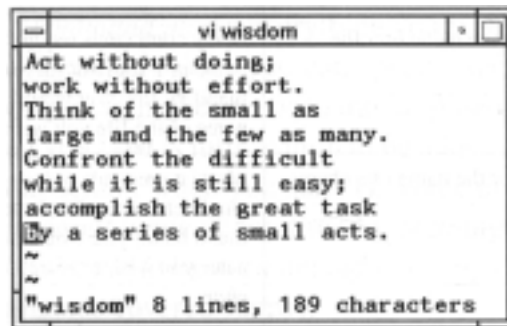 vi wisdom
Act without doing;
work without effort.
Think of the small as
large and the few as many.
Confront the difficult
while it is still easy;
accomplish the great task
by a series of small acts.
~
~
"wisdom" 8 lines, 189 characters